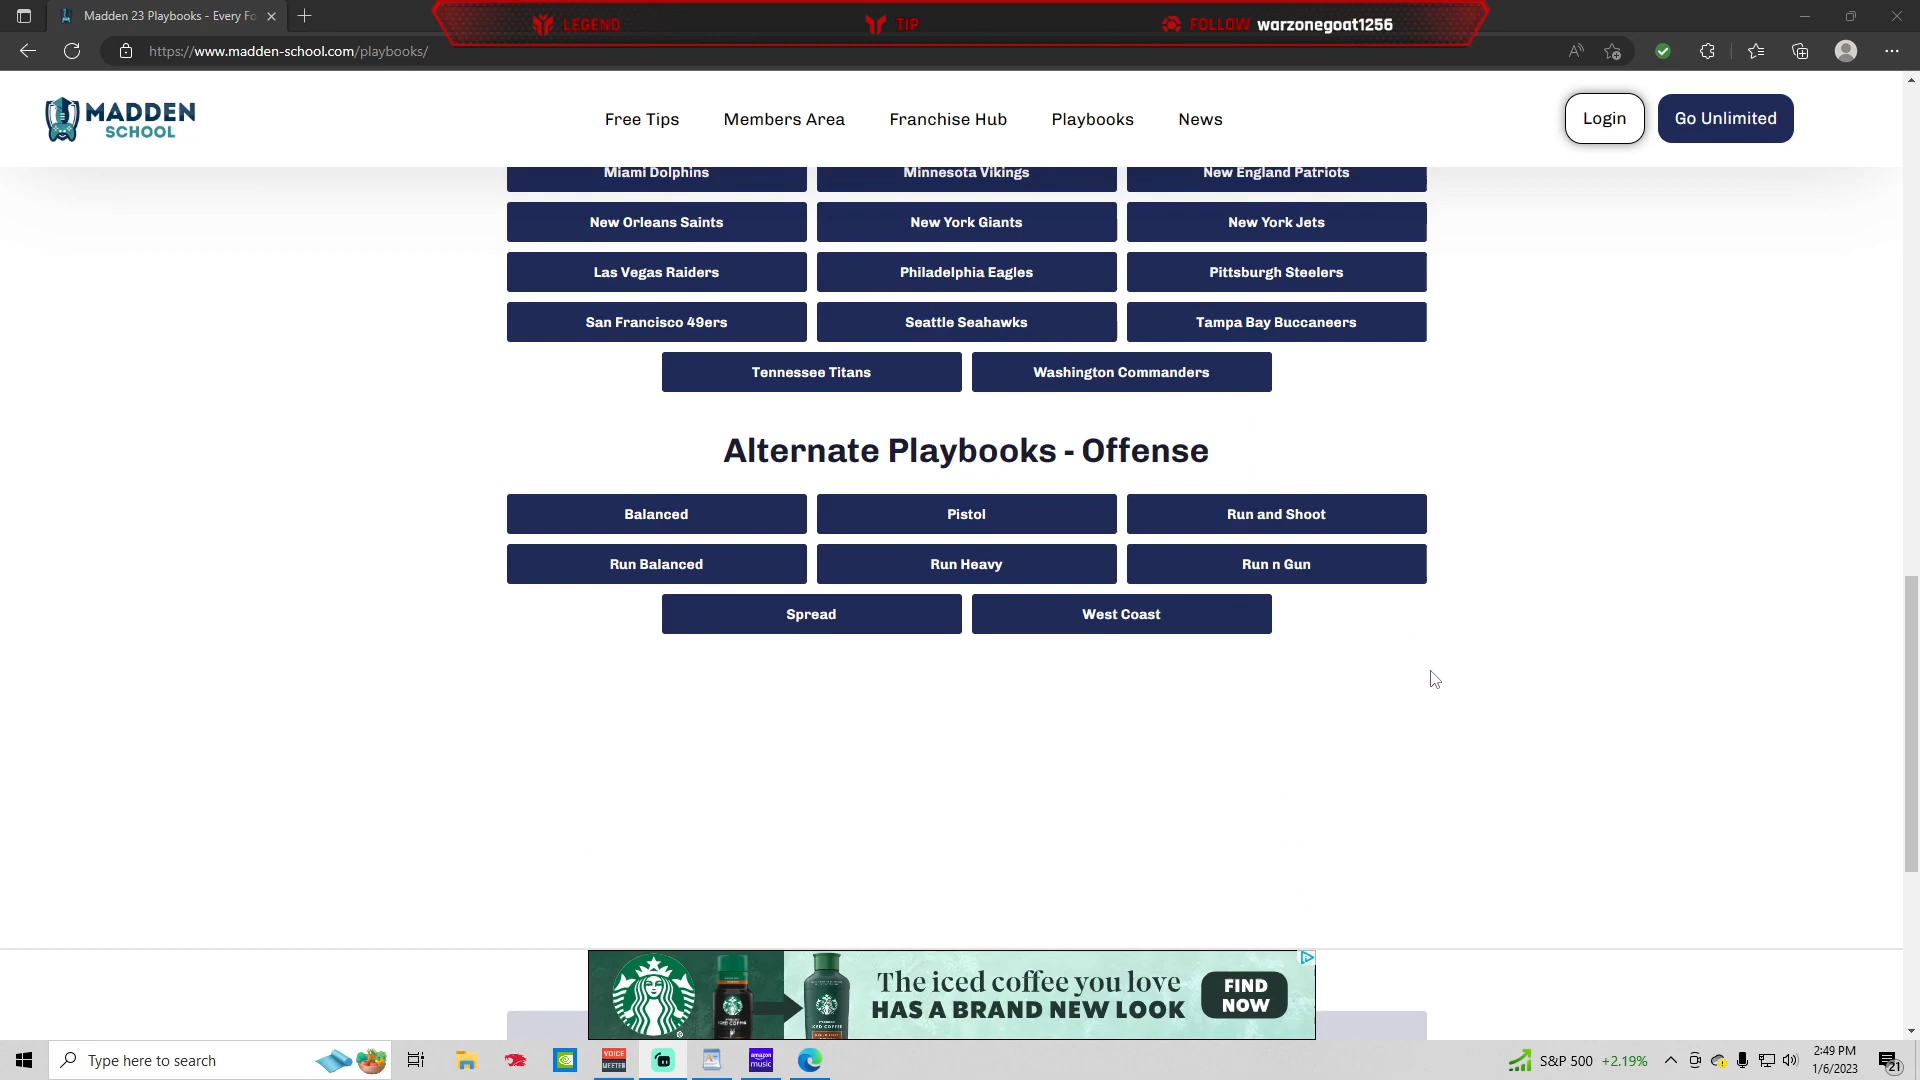 Madden 23 Playbooks - Every Fo
LEGEND
TIP
FOLLOW warzonegoat1256
https://www.madden-school.com/playbooks/
MADDEN
SCHOOL
Free Tips
Members Area
Franchise Hub
Playbooks
News
Login
Go Unlimited
Miami Dolphins
Minnesota Vikings
New England Patriots
New Orleans Saints
New York Giants
New York Jets
Las Vegas Raiders
Philadelphia Eagles
Pittsburgh Steelers
San Francisco 49ers
Seattle Seahawks
Tampa Bay Buccaneers
Tennessee Titans
Washington Commanders
Alternate Playbooks - Offense
Balanced
Pistol
Run and Shoot
Run Balanced
Run Heavy
Run n Gun
Spread
West Coast
The iced coffee you love
HAS A BRAND NEW LOOK
FIND
NOW
Type here to search
VOICE
MEETER
amazon
music
S&P 500 +2.19%
2:49 PM
1/6/2023
21